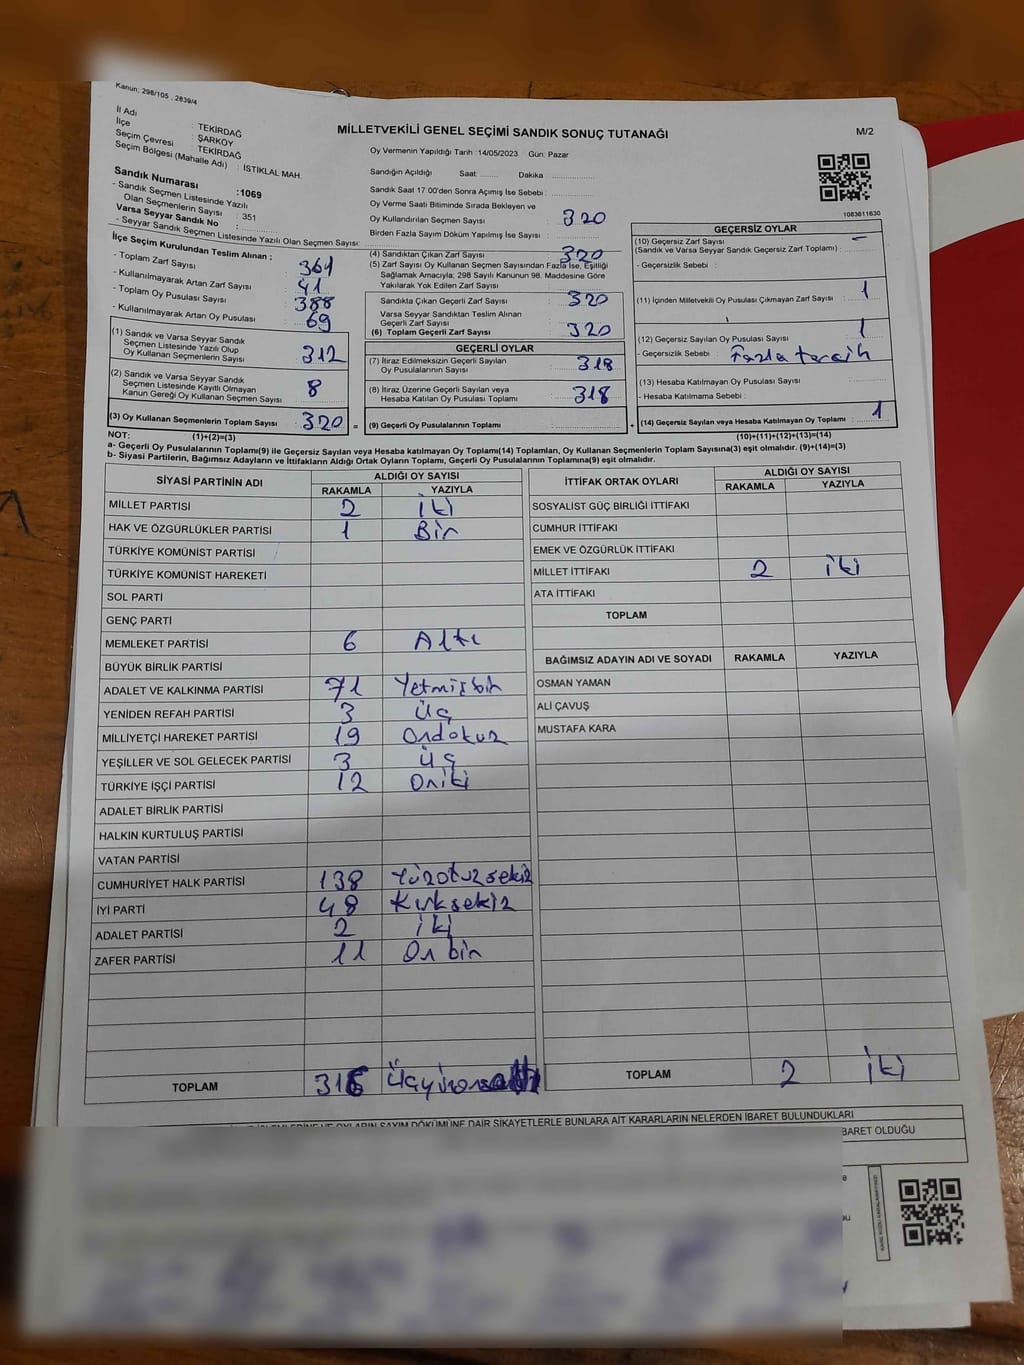 Kanun: 298/105 , 2839/4
İl Adı : TEKİRDAĞ
İlçe : ŞARKÖY
Seçim Çevresi : TEKİRDAĞ
Seçim Bölgesi (Mahalle Adı) : İSTİKLAL MAH.
MİLLETVEKİLİ GENEL SEÇİMİ SANDIK SONUÇ TUTANAĞI
M/2
Sandık Numarası :1069
- Sandık Seçmen Listesinde Yazılı
Olan Seçmenlerin Sayısı : 351
Varsa Seyyar Sandık No :
- Seyyar Sandık Seçmen Listesinde Yazılı Olan Seçmen Sayısı:
Oy Vermenin Yapıldığı Tarih : 14/05/2023 Gün: Pazar
Sandığın Açıldığı Saat Dakika
Sandık Saat 17.00'den Sonra Açımış İse Sebebi :
Oy Verme Saati Bitiminde Sırada Bekleyen ve
Oy Kullandırılan Seçmen Sayısı : 320
Birden Fazla Sayım Döküm Yapılmış İse Sayısı :
1083811630
İlçe Seçim Kurulundan Teslim Alınan ;
- Toplam Zarf Sayısı : 361
- Kullanılmayarak Artan Zarf Sayısı : 41
- Toplam Oy Pusulası Sayısı : 388
- Kullanılmayarak Artan Oy Pusulası : 69
(1) Sandık ve Varsa Seyyar Sandık
Seçmen Listesinde Yazılı Olup
Oy Kullanan Seçmenlerin Sayısı : 312
(2) Sandık ve Varsa Seyyar Sandık
Seçmen Listesinde Kayıtlı Olmayan
Kanun Gereği Oy Kullanan Seçmen Sayısı : 8
(3) Oy Kullanan Seçmenlerin Toplam Sayısı : 320
(4) Sandıktan Çıkan Zarf Sayısı : 320
(5) Zarf Sayısı Oy Kullanan Seçmen Sayısından Fazla İse, Eşitliği
Sağlamak Amacıyla; 298 Sayılı Kanunun 98. Maddesine Göre
Yakılarak Yok Edilen Zarf Sayısı :
Sandıkta Çıkan Geçerli Zarf Sayısı : 320
Varsa Seyyar Sandıktan Teslim Alınan
Geçerli Zarf Sayısı :
(6) Toplam Geçerli Zarf Sayısı : 320
GEÇERLİ OYLAR
(7) İtiraz Edilmeksizin Geçerli Sayılan
Oy Pusulalarının Sayısı : 318
(8) İtiraz Üzerine Geçerli Sayılan veya
Hesaba Katılan Oy Pusulası Toplamı : 318
= (9) Geçerli Oy Pusulalarının Toplamı :
GEÇERSİZ OYLAR
(10) Geçersiz Zarf Sayısı –
(Sandık ve Varsa Seyyar Sandık Geçersiz Zarf Toplamı) :
- Geçersizlik Sebebi :
(11) İçinden Milletvekili Oy Pusulası Çıkmayan Zarf Sayısı : 1
(12) Geçersiz Sayılan Oy Pusulası Sayısı : 1
- Geçersizlik Sebebi : Fazla tercih
(13) Hesaba Katılmayan Oy Pusulası Sayısı :
- Hesaba Katılmama Sebebi :
+ (14) Geçersiz Sayılan veya Hesaba Katılmayan Oy Toplamı : 1
NOT: (1)+(2)=(3) (10)+(11)+(12)+(13)=(14)
a- Geçerli Oy Pusulalarının Toplamı(9) ile Geçersiz Sayılan veya Hesaba katılmayan Oy Toplamı(14) Toplamları, Oy Kullanan Seçmenlerin Toplam Sayısına(3) eşit olmalıdır. (9)+(14)=(3)
b- Siyasi Partilerin, Bağımsız Adayların ve İttifakların Aldığı Ortak Oyların Toplamı, Geçerli Oy Pusulalarının Toplamına(9) eşit olmalıdır.
SİYASİ PARTİNİN ADI ALDIĞI OY SAYISI
RAKAMLA YAZIYLA
MİLLET PARTİSİ 2 iki
HAK VE ÖZGÜRLÜKLER PARTİSİ 1 Bir
TÜRKİYE KOMÜNİST PARTİSİ
TÜRKİYE KOMÜNİST HAREKETİ
SOL PARTİ
GENÇ PARTİ
MEMLEKET PARTİSİ 6 Altı
BÜYÜK BİRLİK PARTİSİ
ADALET VE KALKINMA PARTİSİ 71 Yetmişbir
YENİDEN REFAH PARTİSİ 3 Üç
MİLLİYETÇİ HAREKET PARTİSİ 19 Ondokuz
YEŞİLLER VE SOL GELECEK PARTİSİ 3 Üç
TÜRKİYE İŞÇİ PARTİSİ 12 Oniki
ADALET BİRLİK PARTİSİ
HALKIN KURTULUŞ PARTİSİ
VATAN PARTİSİ
CUMHURİYET HALK PARTİSİ 138 Yüzotuzsekiz
İYİ PARTİ 48 Kırksekiz
ADALET PARTİSİ 2 iki
ZAFER PARTİSİ 11 On bir
TOPLAM 316
İTTİFAK ORTAK OYLARI ALDIĞI OY SAYISI
RAKAMLA YAZIYLA
SOSYALİST GÜÇ BİRLİĞİ İTTİFAKI
CUMHUR İTTİFAKI
EMEK VE ÖZGÜRLÜK İTTİFAKI
MİLLET İTTİFAKI 2 iki
ATA İTTİFAKI
TOPLAM
BAĞIMSIZ ADAYIN ADI VE SOYADI RAKAMLA YAZIYLA
OSMAN YAMAN
ALİ ÇAVUŞ
MUSTAFA KARA
TOPLAM 2 iki
OYLARIN SAYIM DÖKÜMÜNE DAİR ŞİKAYETLERLE BUNLARA AİT KARARLARIN NELERDEN İBARET BULUNDUKLARI
BARET OLDUĞU